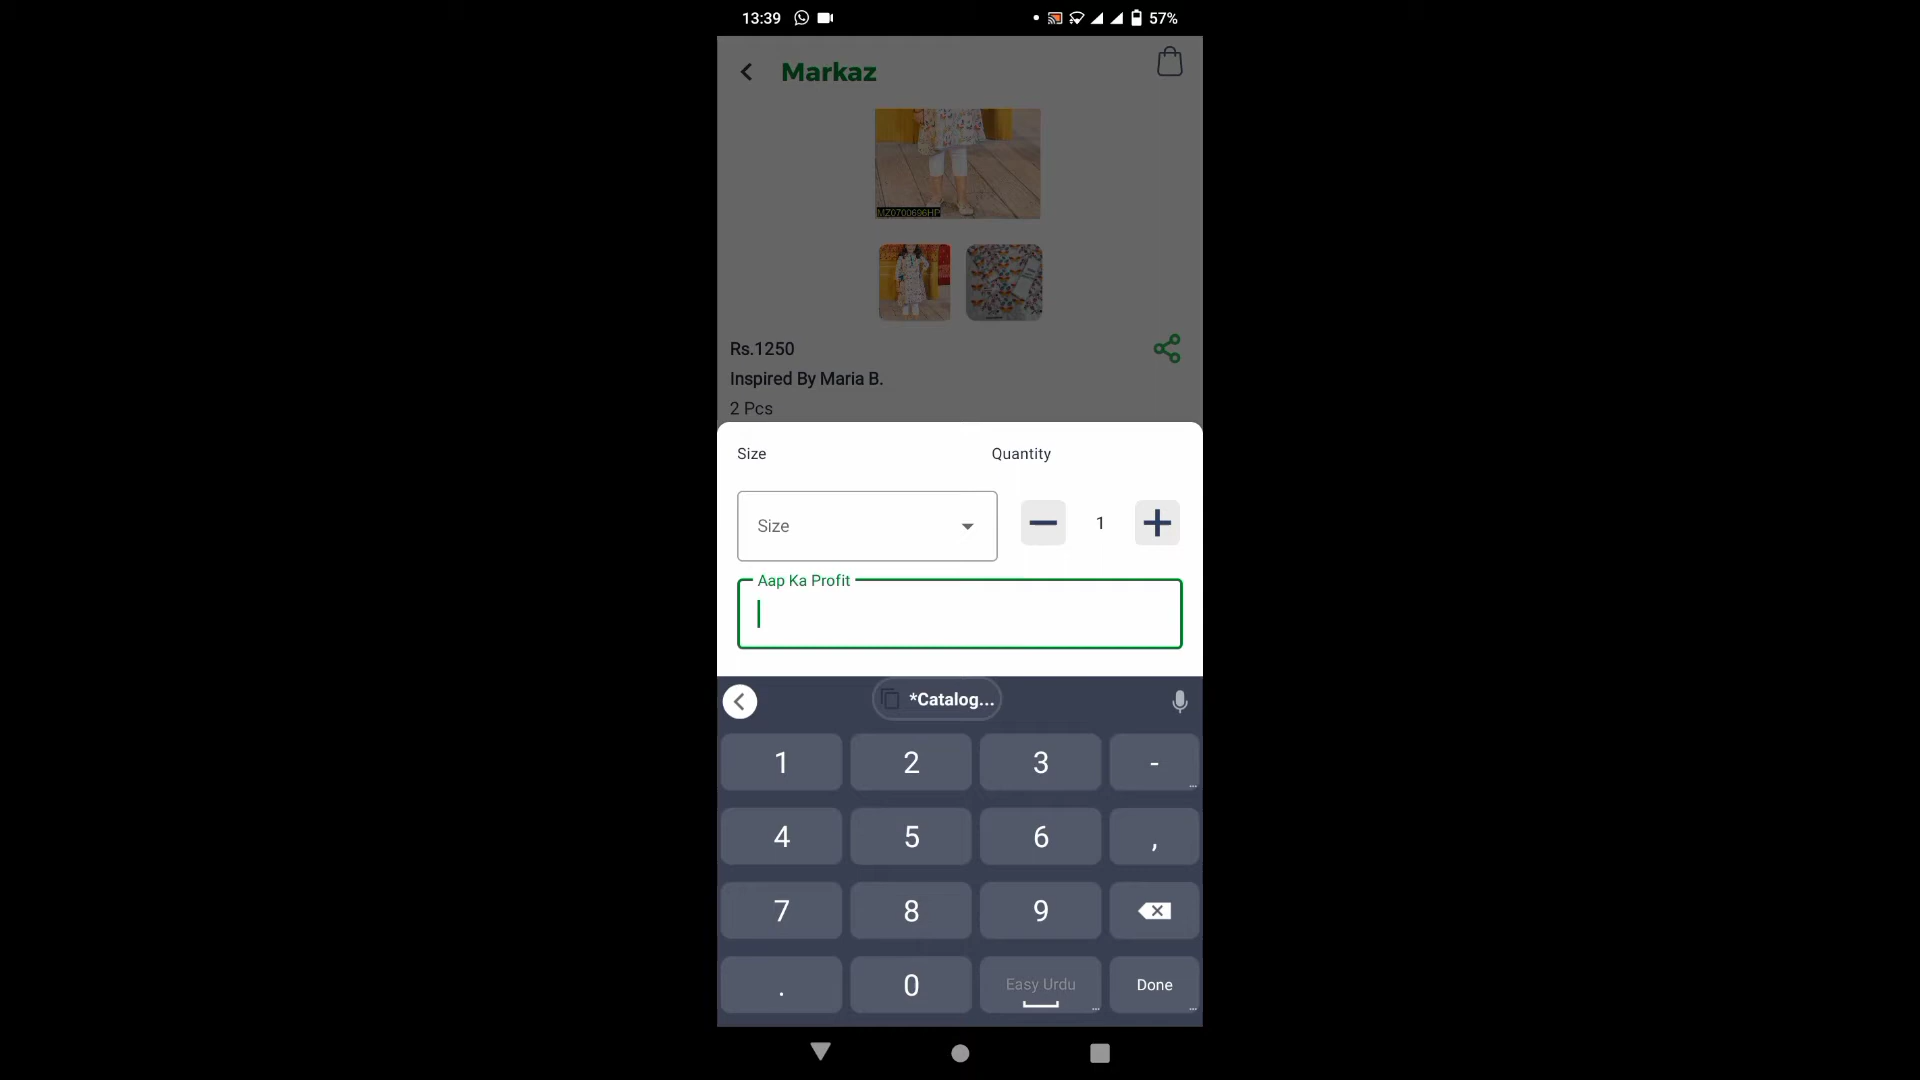 13:39 57%
Markaz
MZ0700696HP
Rs.1250
Inspired By Maria B.
2 Pcs
Size Quantity
Size 1
Aap Ka Profit
*Catalog...
1 2 3 -
4 5 6 ,
7 8 9
. 0 Easy Urdu Done